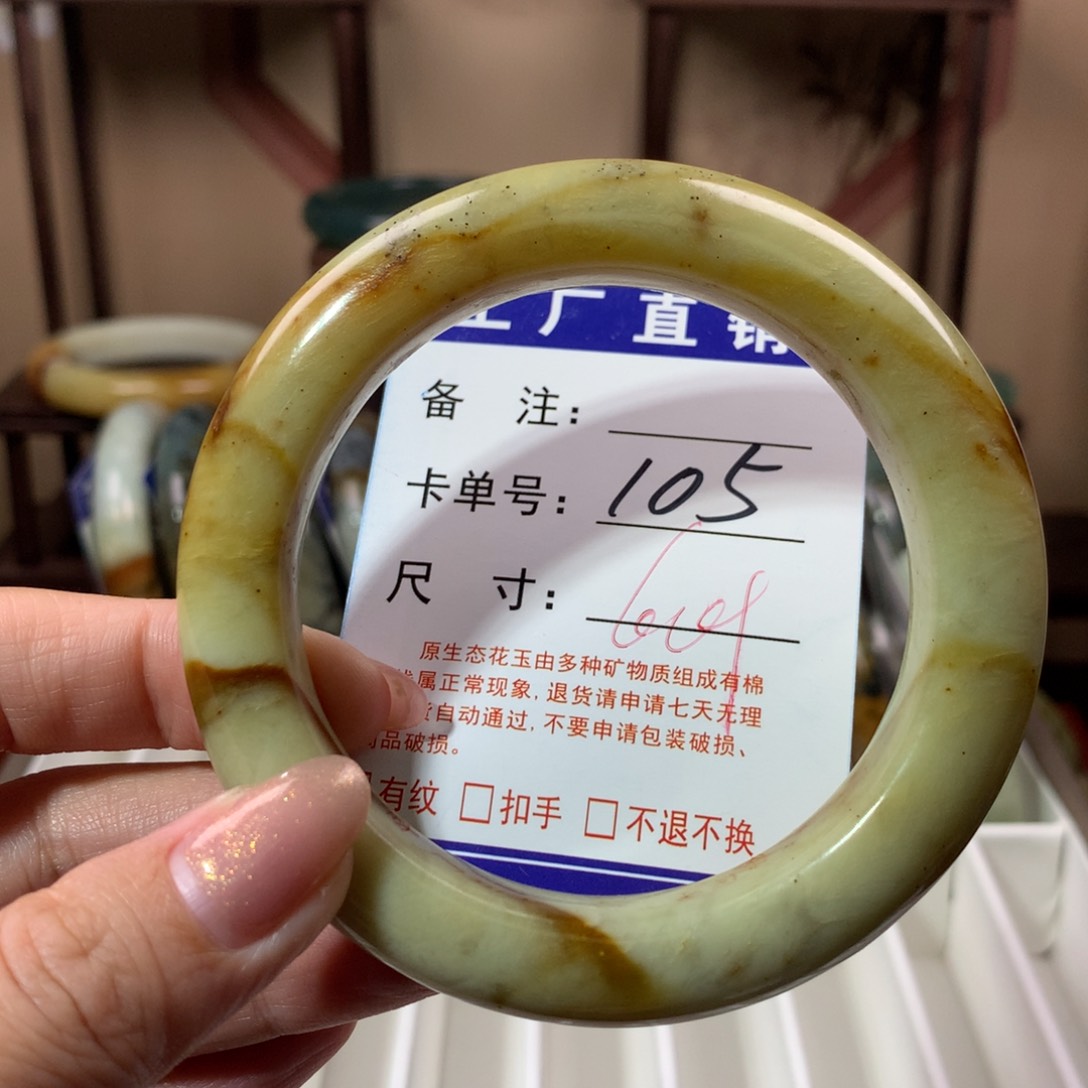 工厂直销
备 注:
卡单号: 105
尺 寸:
原生态花玉由多种矿物质组成有棉
属正常现象, 退货请申请七天无理
自动通过, 不要申请包装破损、
品破损。
有纹 □扣手 □不退不换